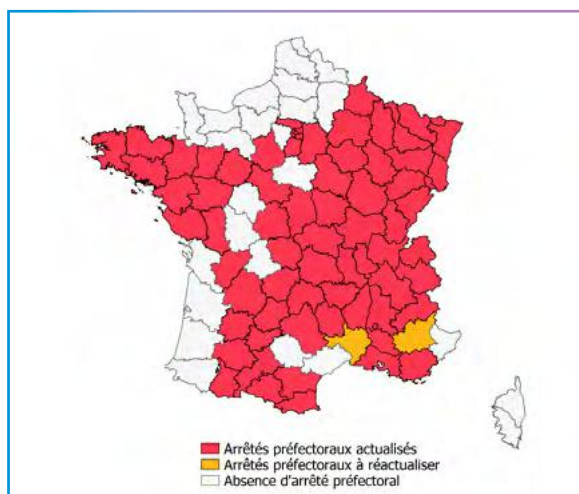 Arrêtés préfectoraux actualisés
Arrêtés préfectoraux à réactualiser
Absence d'arrêté préfectoral